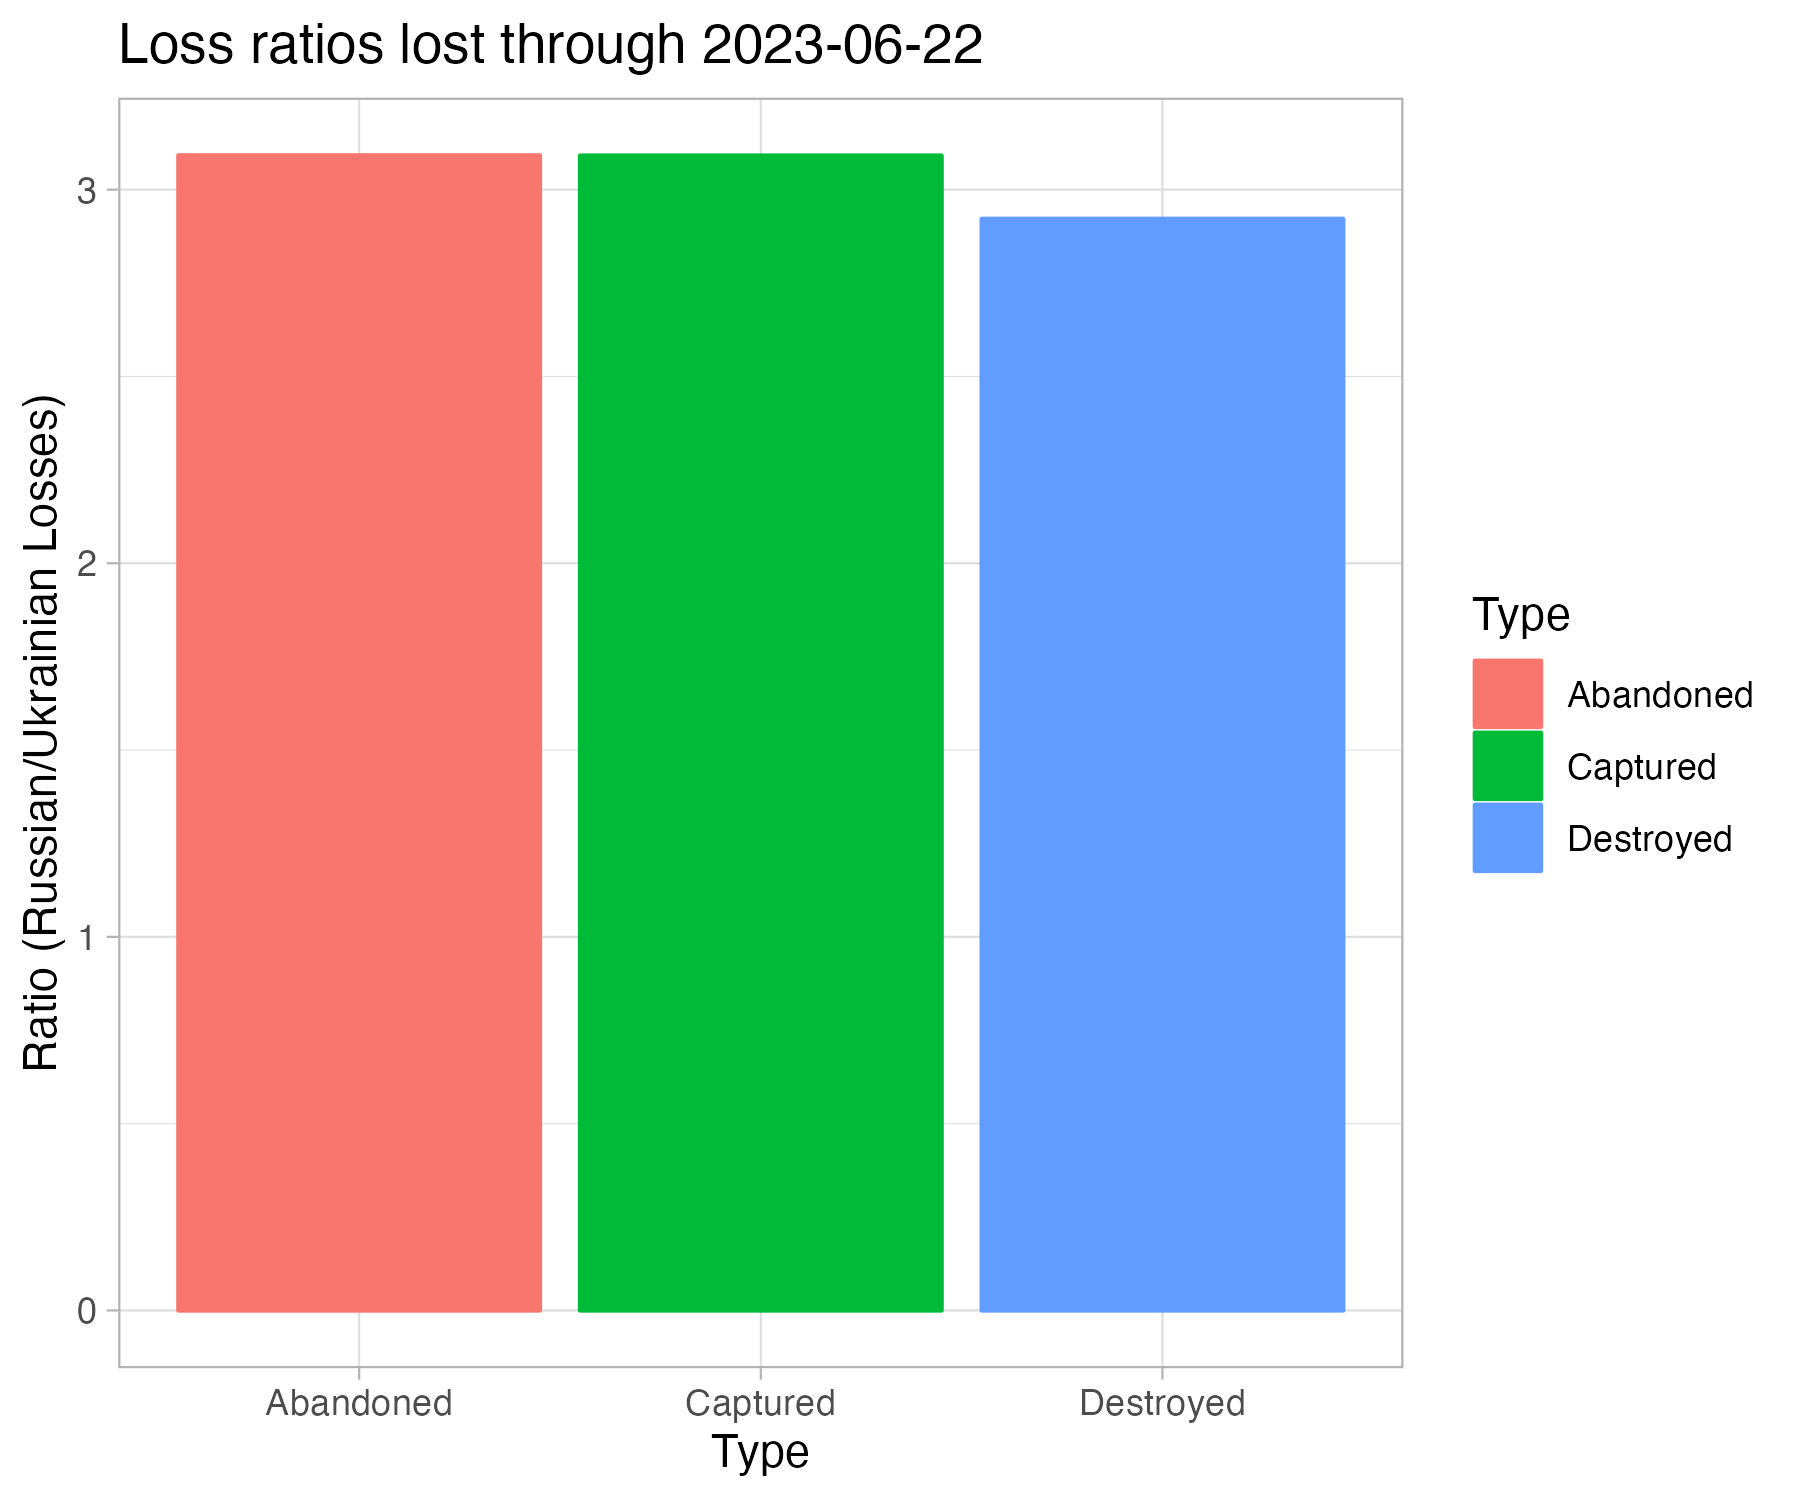 Loss ratios lost through 2023-06-22
Ratio (Russian/Ukrainian Losses)
3
2
1
0
Abandoned
Captured
Destroyed
Type
Type
Abandoned
Captured
Destroyed